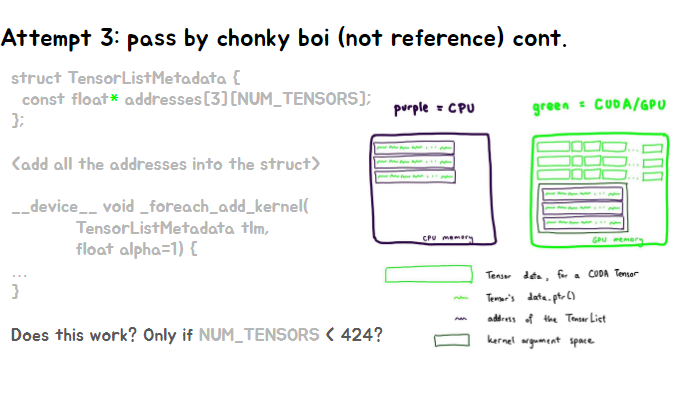 Attempt 3: pass by chonky boi (not reference) cont.
struct TensorListMetadata {
const float* addresses[3][NUM_TENSORS];
};
<add all the addresses into the struct>
__device__ void _foreach_add_kernel(
TensorListMetadata tlm,
float alpha=1) {
...
}
Does this work? Only if NUM_TENSORS < 424?
purple = CPU
green = CUDA/GPU
CPU memory
GPU memory
Tensor data, for a CUDA Tensor
Tensor's data_ptr()
address of the TensorList
kernel argument space